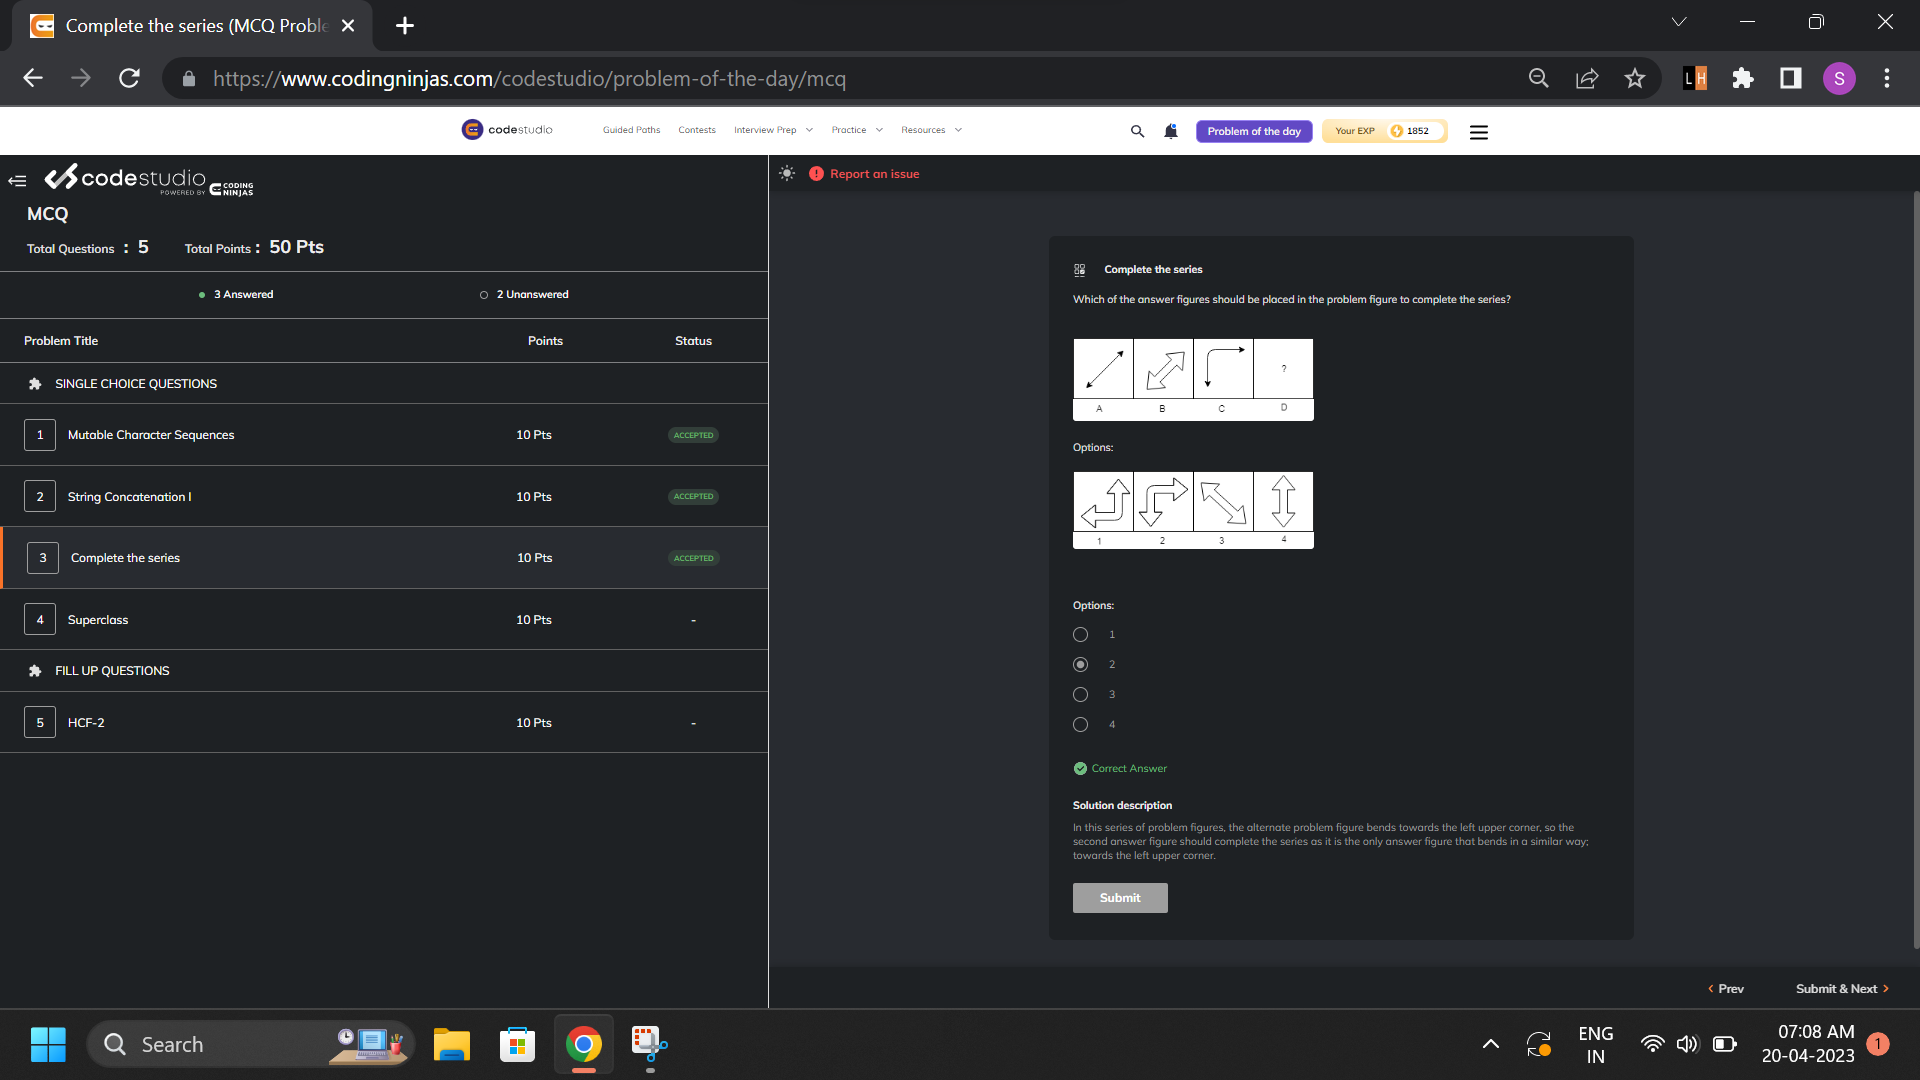 Complete the series (MCQ Proble
https://www.codingninjas.com/codestudio/problem-of-the-day/mcq
L H
S
codestudio
Guided Paths
Contests
Interview Prep
Practice
Resources
Problem of the day
Your EXP
1852
codestudio
POWERED BY CODING NINJAS
Report an issue
MCQ
Total Questions : 5
Total Points : 50 Pts
3 Answered
2 Unanswered
Problem Title
Points
Status
SINGLE CHOICE QUESTIONS
1 Mutable Character Sequences 10 Pts ACCEPTED
2 String Concatenation I 10 Pts ACCEPTED
3 Complete the series 10 Pts ACCEPTED
4 Superclass 10 Pts -
FILL UP QUESTIONS
5 HCF-2 10 Pts -
Complete the series
Which of the answer figures should be placed in the problem figure to complete the series?
?
A B C D
Options:
1 2 3 4
Options:
1
2
3
4
Correct Answer
Solution description
In this series of problem figures, the alternate problem figure bends towards the left upper corner, so the
second answer figure should complete the series as it is the only answer figure that bends in a similar way;
towards the left upper corner.
Submit
Prev
Submit & Next
Search
ENG
IN
07:08 AM
20-04-2023
1